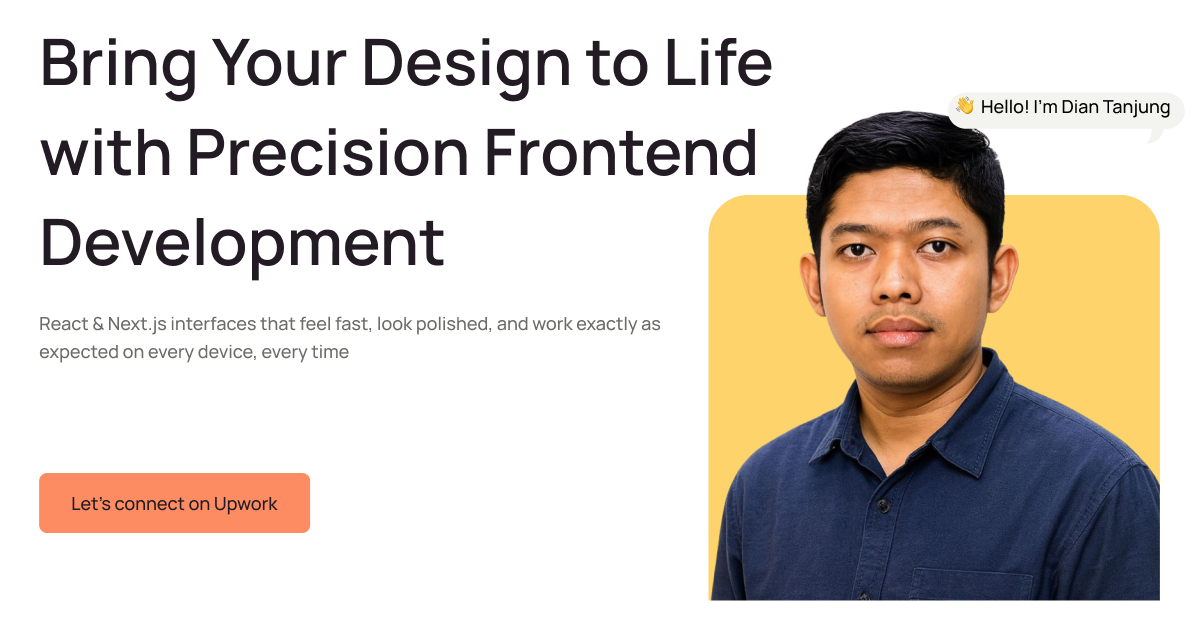 Bring Your Design to Life
with Precision Frontend
Development
👋 Hello! I'm Dian Tanjung
React & Next.js interfaces that feel fast, look polished, and work exactly as
expected on every device, every time
Let's connect on Upwork